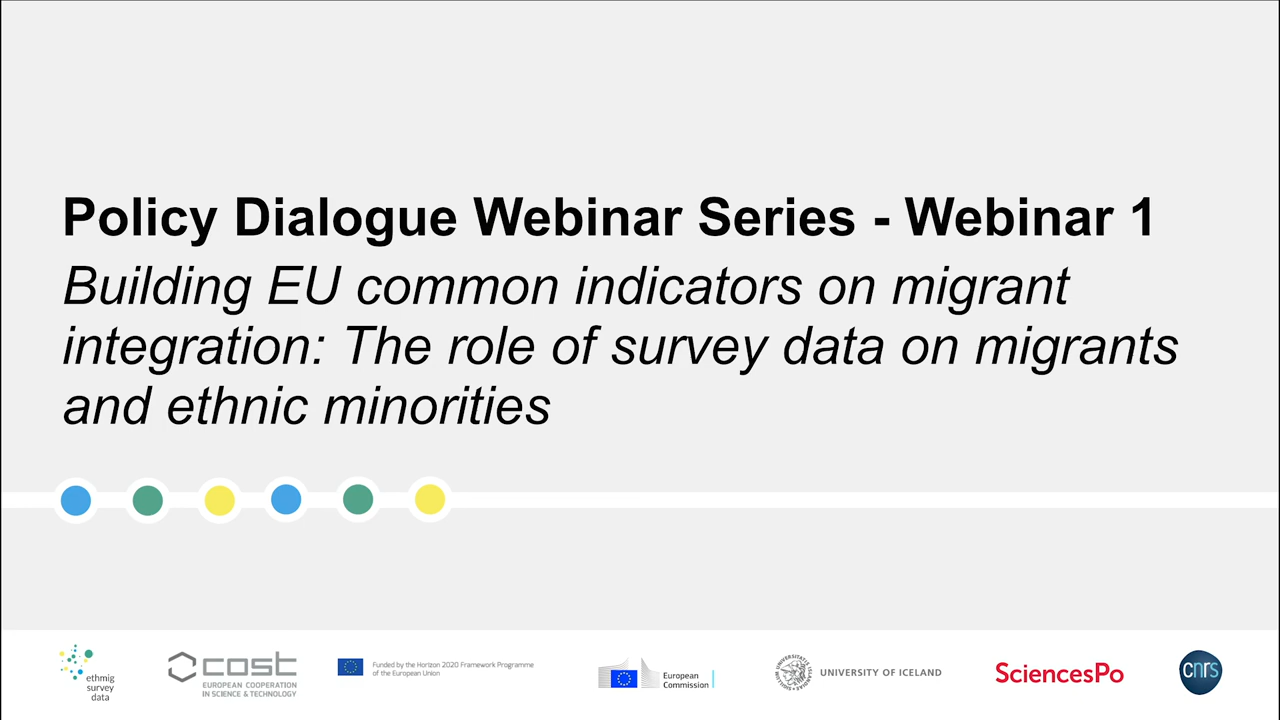 Policy Dialogue Webinar Series - Webinar 1
Building EU common indicators on migrant
integration: The role of survey data on migrants
and ethnic minorities
ethmig
survey
data
cost
EUROPEAN COOPERATION
IN SCIENCE & TECHNOLOGY
Funded by the Horizon 2020 Framework Programme
of the European Union
European
Commission
UNIVERSITY OF ICELAND
SciencesPo
cnrs